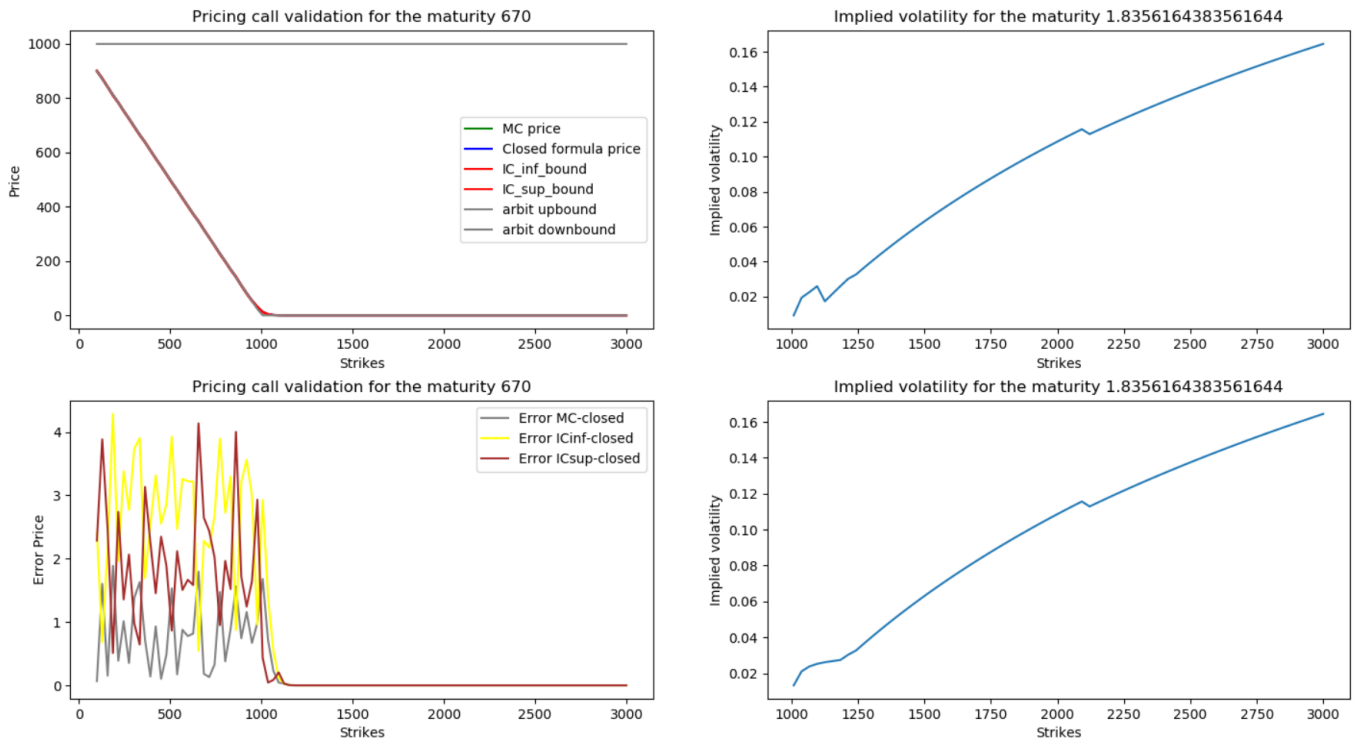 Pricing call validation for the maturity 670
1000
800
600
400
200
0
Price
MC price
Closed formula price
IC_inf_bound
IC_sup_bound
arbit upbound
arbit downbound
0 500 1000 1500 2000 2500 3000
Strikes
Implied volatility for the maturity 1.8356164383561644
0.16
0.14
0.12
0.10
0.08
0.06
0.04
0.02
Implied volatility
1000 1250 1500 1750 2000 2250 2500 2750 3000
Strikes
Pricing call validation for the maturity 670
4
3
2
1
0
Error Price
Error MC-closed
Error ICinf-closed
Error ICsup-closed
0 500 1000 1500 2000 2500 3000
Strikes
Implied volatility for the maturity 1.8356164383561644
0.16
0.14
0.12
0.10
0.08
0.06
0.04
0.02
Implied volatility
1000 1250 1500 1750 2000 2250 2500 2750 3000
Strikes